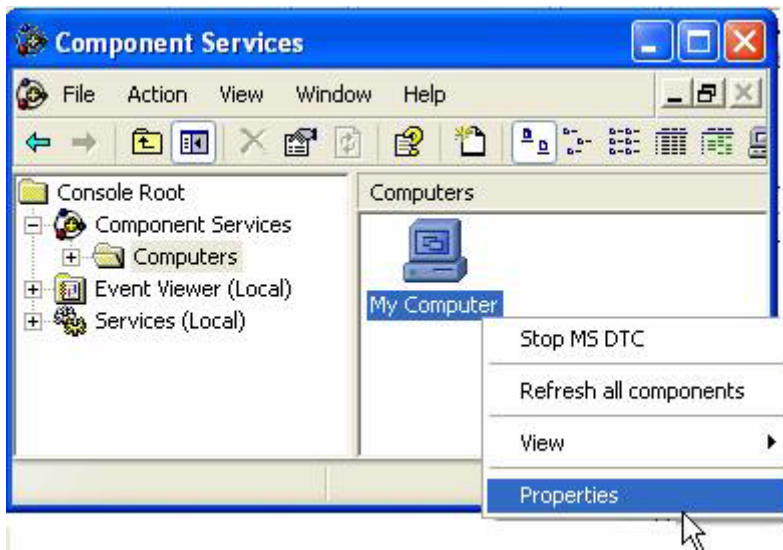 Component Services
File Action View Window Help
Console Root
Component Services
Computers
Event Viewer (Local)
Services (Local)
Computers
My Computer
Stop MS DTC
Refresh all components
View
Properties